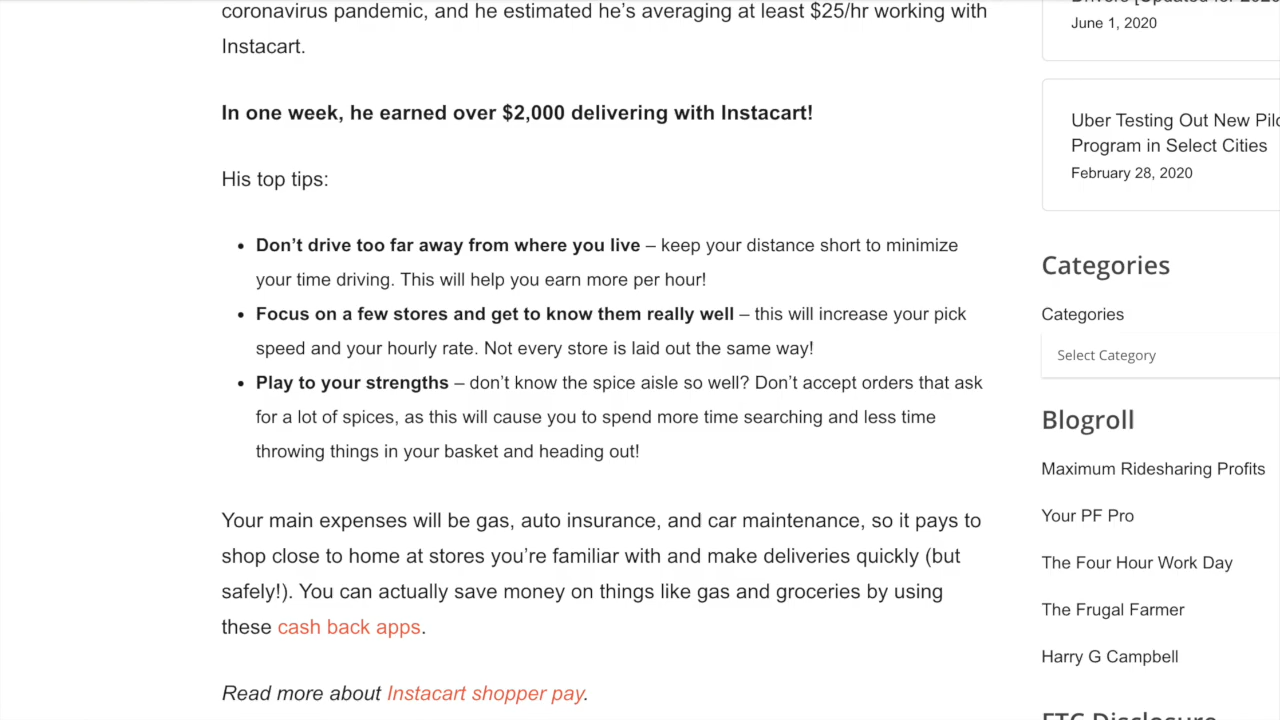 coronavirus pandemic, and he estimated he’s averaging at least $25/hr working with
Instacart.
In one week, he earned over $2,000 delivering with Instacart!
His top tips:
• Don’t drive too far away from where you live – keep your distance short to minimize
your time driving. This will help you earn more per hour!
• Focus on a few stores and get to know them really well – this will increase your pick
speed and your hourly rate. Not every store is laid out the same way!
• Play to your strengths – don’t know the spice aisle so well? Don’t accept orders that ask
for a lot of spices, as this will cause you to spend more time searching and less time
throwing things in your basket and heading out!
Your main expenses will be gas, auto insurance, and car maintenance, so it pays to
shop close to home at stores you’re familiar with and make deliveries quickly (but
safely!). You can actually save money on things like gas and groceries by using
these cash back apps.
Read more about Instacart shopper pay.
June 1, 2020
Uber Testing Out New
Program in Select Cities
February 28, 2020
Categories
Categories
Select Category
Blogroll
Maximum Ridesharing Profits
Your PF Pro
The Four Hour Work Day
The Frugal Farmer
Harry G Campbell
FTC Disclosure